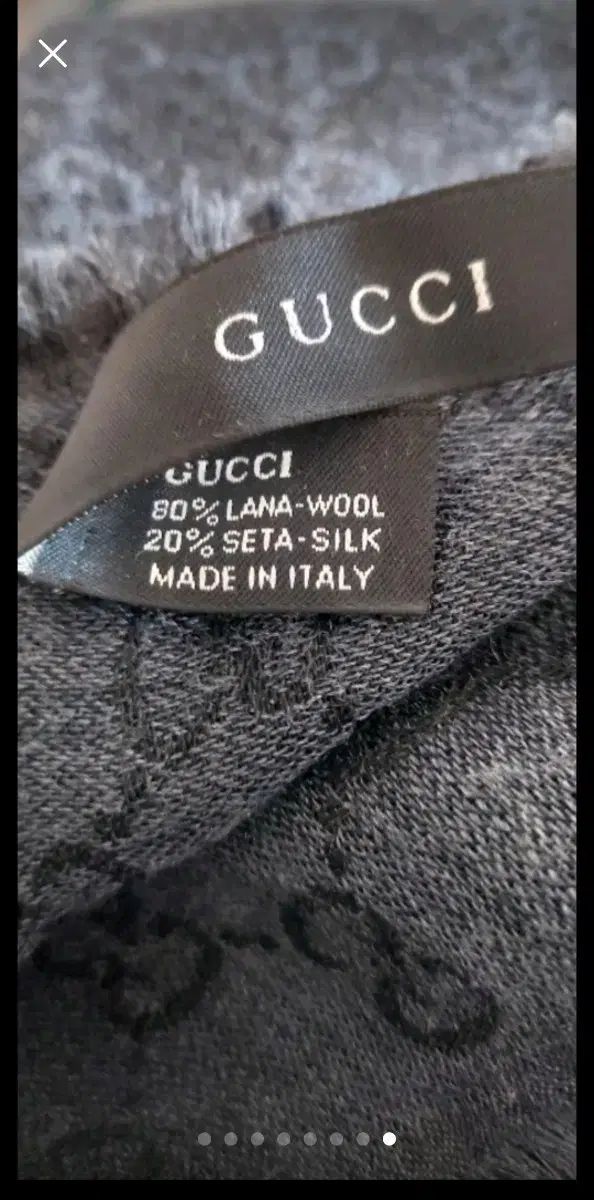 GUCCI
GUCCI
80% LANA-WOOL
20% SETA-SILK
MADE IN ITALY